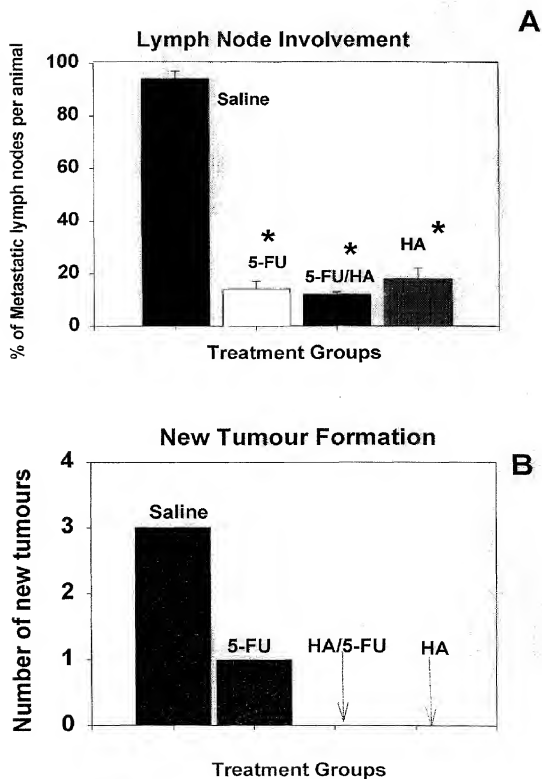 A
Lymph Node Involvement
% of Metastatic lymph nodes per animal
100
80
60
40
20
0
Saline
*
5-FU
*
5-FU/HA
*
HA
Treatment Groups
B
New Tumour Formation
Number of new tumours
4
3
2
1
0
Saline
5-FU
HA/5-FU
HA
Treatment Groups